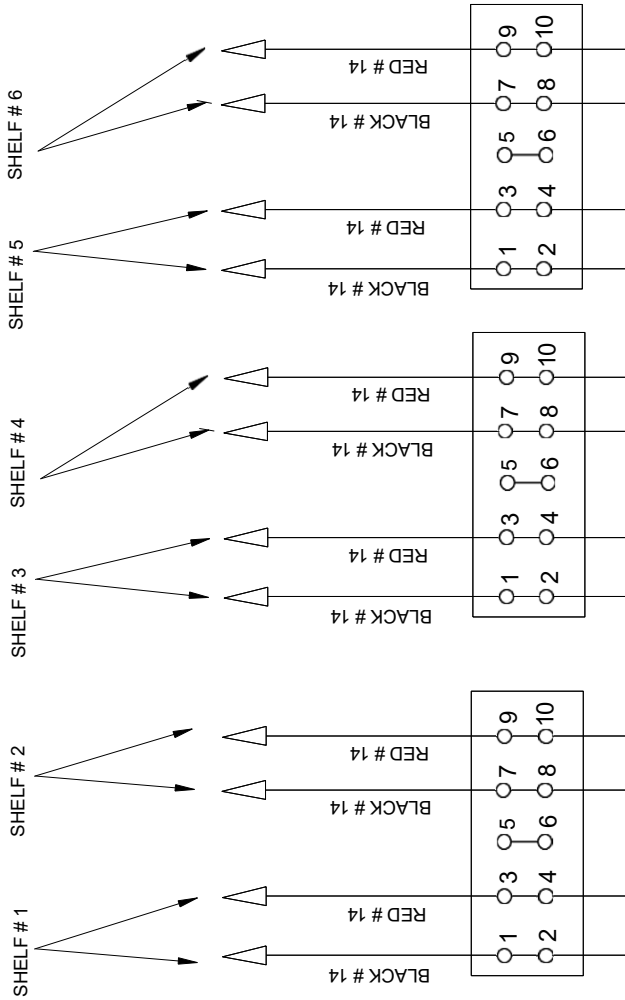 SHELF # 1
SHELF # 2
SHELF # 3
SHELF # 4
SHELF # 5
SHELF # 6
BLACK # 14
RED # 14
BLACK # 14
RED # 14
BLACK # 14
RED # 14
BLACK # 14
RED # 14
BLACK # 14
RED # 14
BLACK # 14
RED # 14
1 3 5 7 9
2 4 6 8 10
1 3 5 7 9
2 4 6 8 10
1 3 5 7 9
2 4 6 8 10